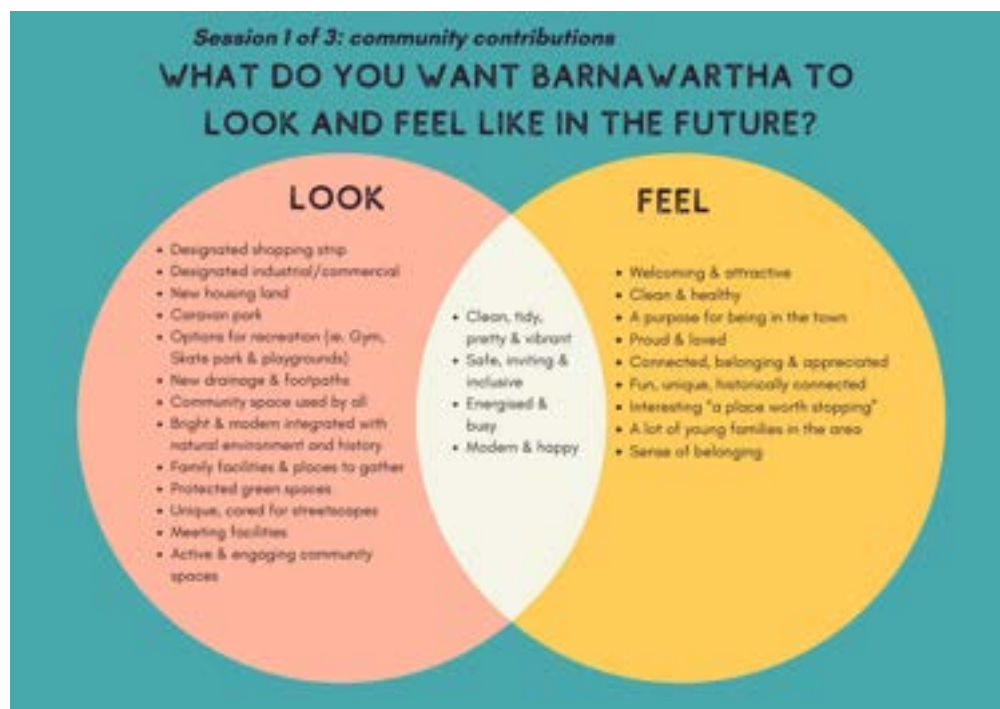 Session 1 of 3: community contributions
WHAT DO YOU WANT BARNAWARTHA TO
LOOK AND FEEL LIKE IN THE FUTURE?
LOOK
• Designated shopping strip
• Designated industrial/commercial
• New housing land
• Caravan park
• Options for recreation (ie. Gym,
Skate park & playgrounds)
• New drainage & footpaths
• Community space used by all
• Bright & modern integrated with
natural environment and history
• Family facilities & places to gather
• Protected green spaces
• Unique, cared for streetscapes
• Meeting facilities
• Active & engaging community
spaces
• Clean, tidy,
pretty & vibrant
• Safe, inviting &
inclusive
• Energised &
busy
• Modern & happy
FEEL
• Welcoming & attractive
• Clean & healthy
• A purpose for being in the town
• Proud & loved
• Connected, belonging & appreciated
• Fun, unique, historically connected
• Interesting "a place worth stopping"
• A lot of young families in the area
• Sense of belonging